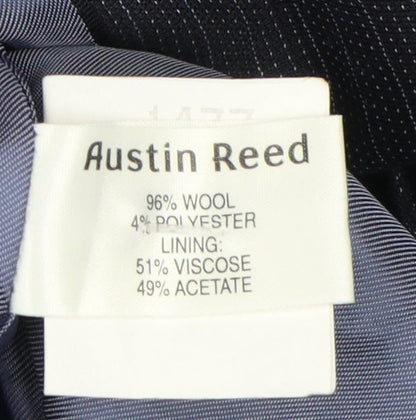 Austin Reed
96% WOOL
4% POLYESTER
LINING:
51% VISCOSE
49% ACETATE